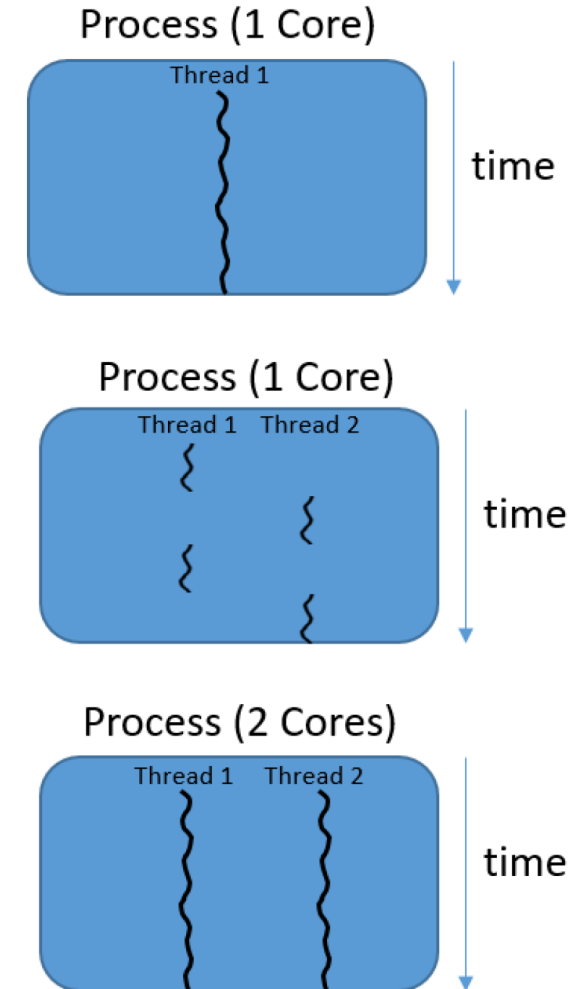 Process (1 Core)
Thread 1
time
Process (1 Core)
Thread 1 Thread 2
time
Process (2 Cores)
Thread 1 Thread 2
time